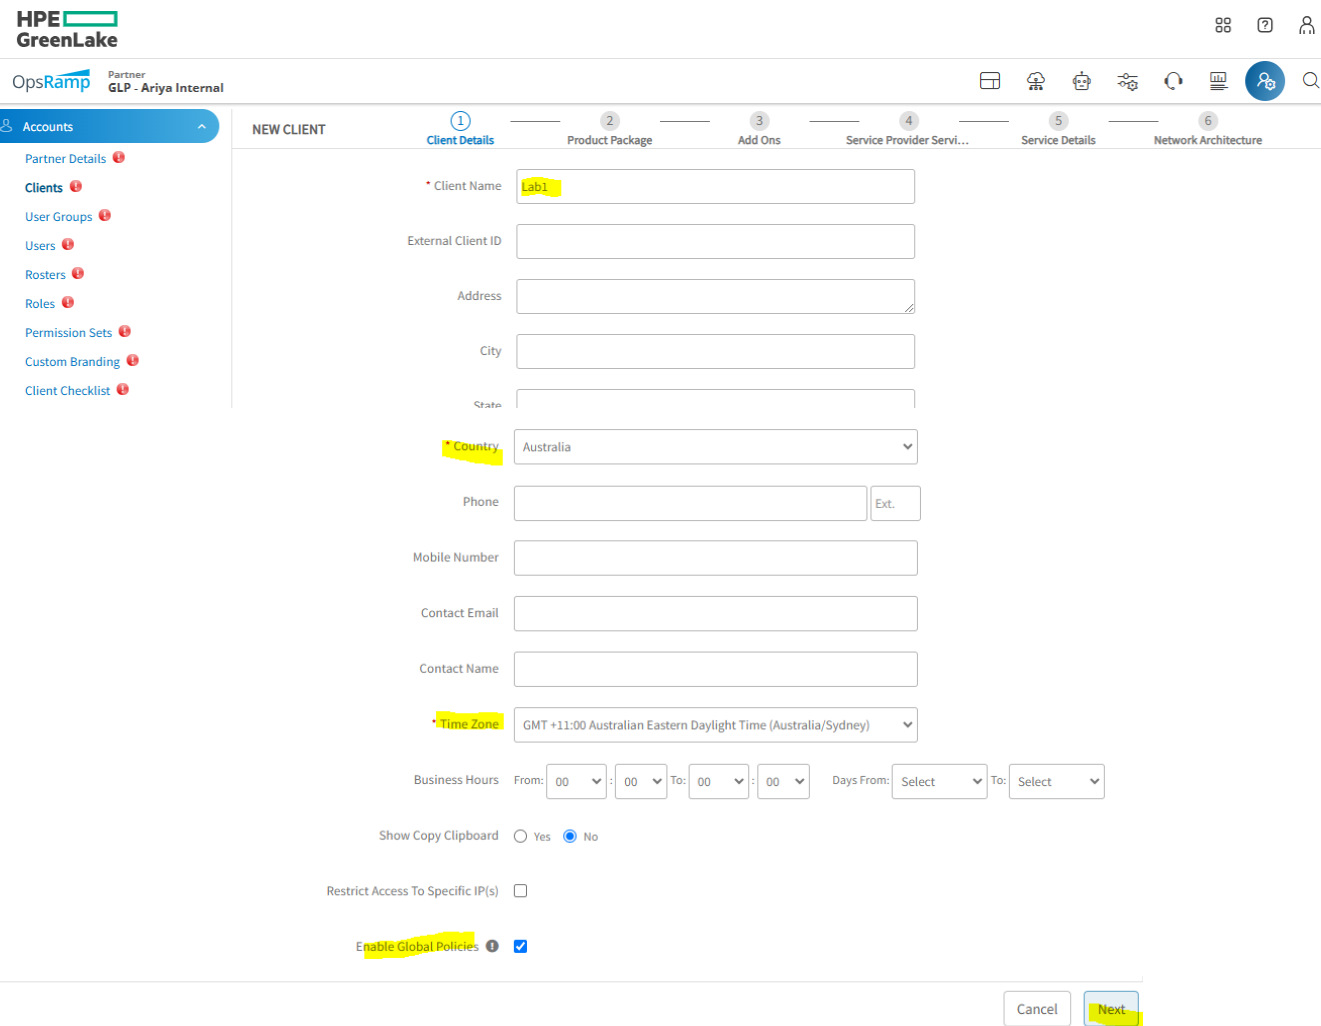 HPE
GreenLake
OpsRamp
Partner
GLP - Ariya Internal
Accounts
Partner Details
Clients
User Groups
Users
Rosters
Roles
Permission Sets
Custom Branding
Client Checklist
NEW CLIENT
1 2 3 4 5 6
Client Details Product Package Add Ons Service Provider Servi... Service Details Network Architecture
* Client Name Lab1
External Client ID
Address
City
State
* Country Australia
Phone Ext.
Mobile Number
Contact Email
Contact Name
* Time Zone GMT +11:00 Australian Eastern Daylight Time (Australia/Sydney)
Business Hours From: 00 : 00 To: 00 : 00 Days From: Select To: Select
Show Copy Clipboard Yes No
Restrict Access To Specific IP(s)
Enable Global Policies
Cancel Next